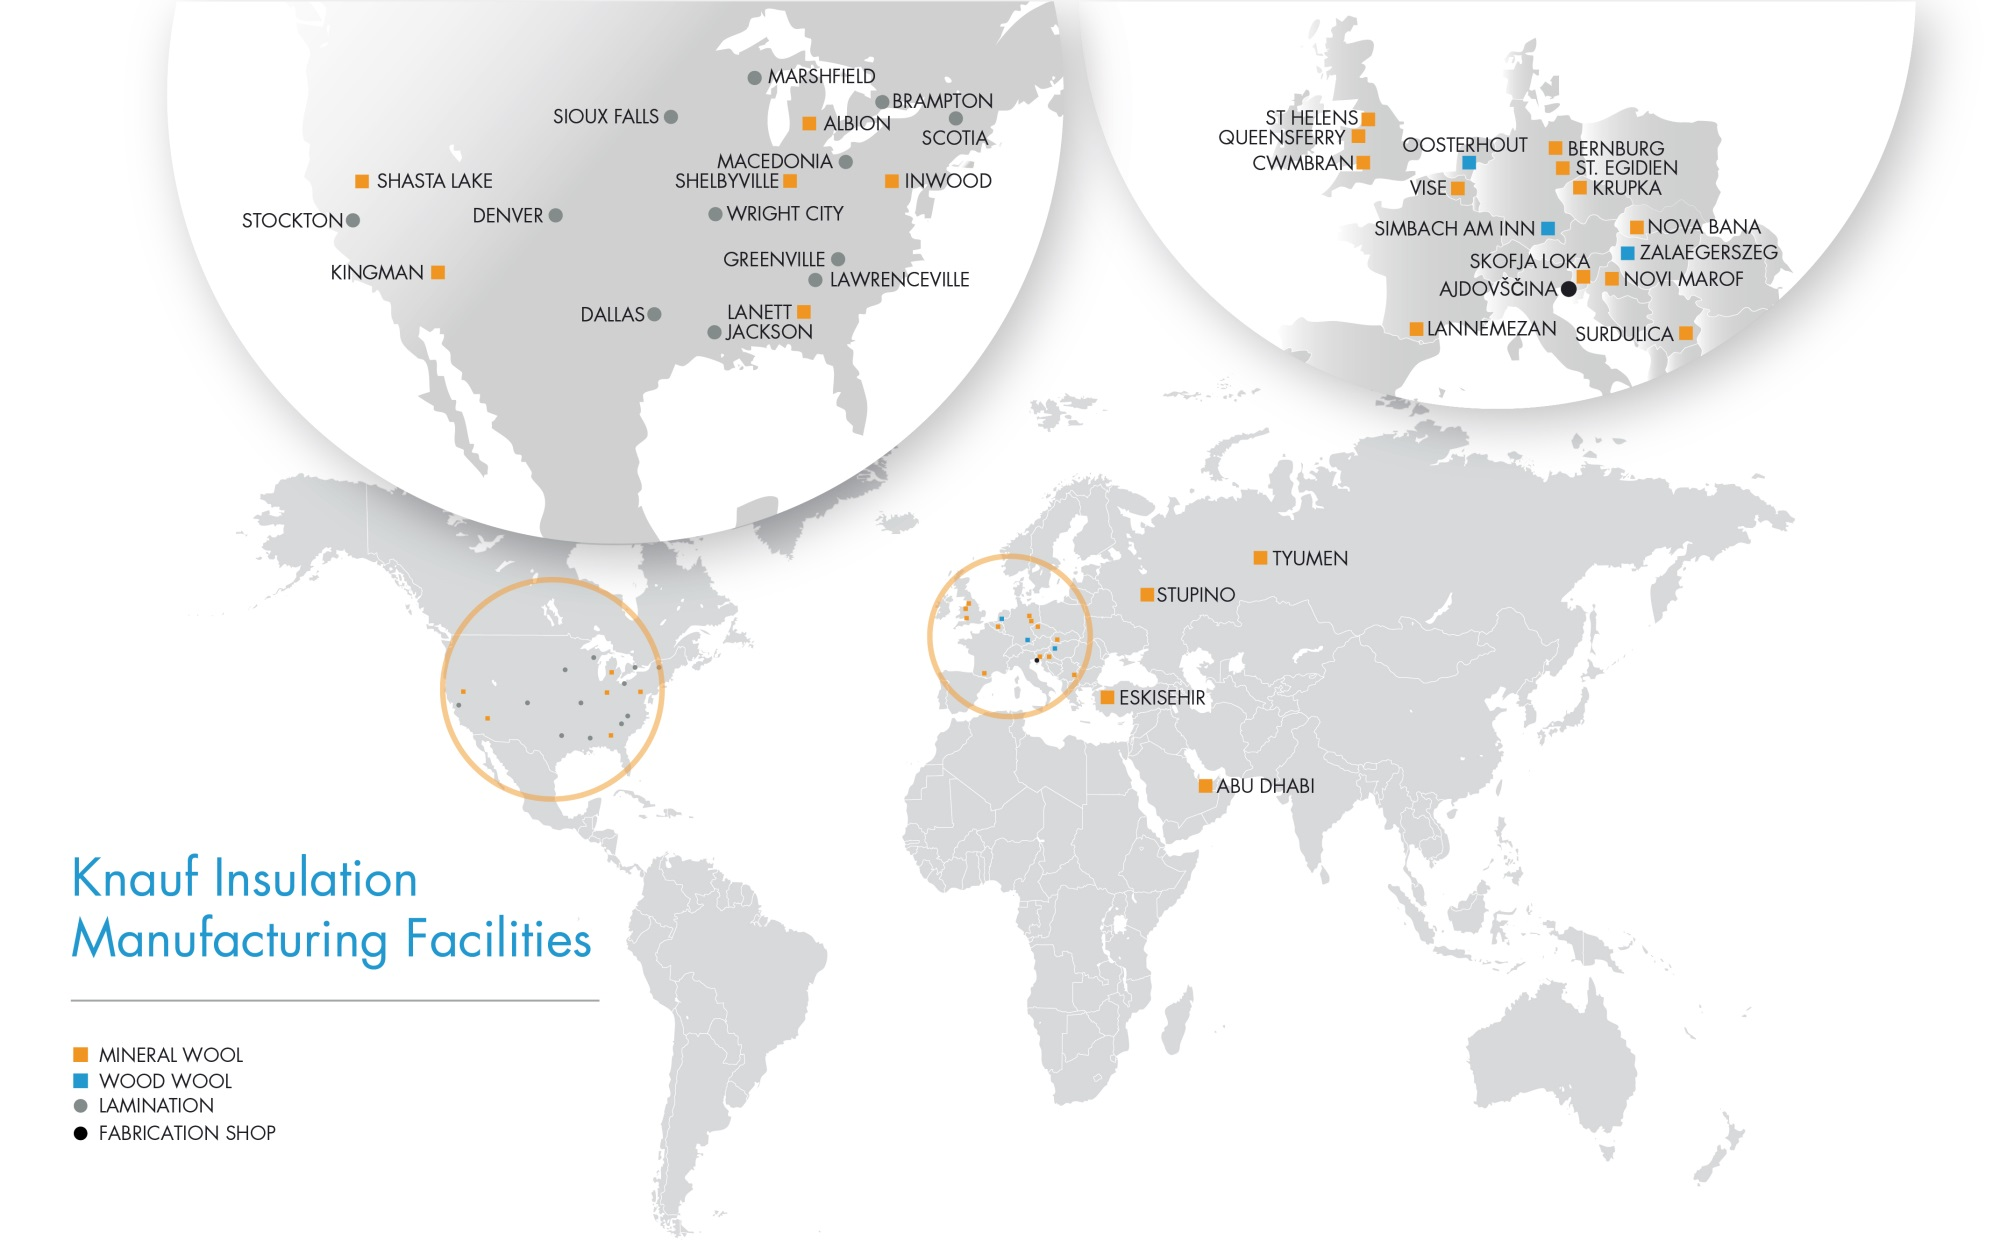 MARSHFIELD
BRAMPTON
SIOUX FALLS
ALBION
SCOTIA
MACEDONIA
SHASTA LAKE
SHELBYVILLE
INWOOD
STOCKTON
DENVER
WRIGHT CITY
GREENVILLE
KINGMAN
LAWRENCEVILLE
DALLAS
LANETT
JACKSON
ST HELENS
QUEENSFERRY
OOSTERHOUT
BERNBURG
CWMBRAN
ST. EGIDIEN
VISE
KRUPKA
SIMBACH AM INN
NOVA BANA
ZALAEGERSZEG
SKOFJA LOKA
NOVI MAROF
AJDOVŠČINA
LANNEMEZAN
SURDULICA
TYUMEN
STUPINO
ESKISEHIR
ABU DHABI
Knauf Insulation
Manufacturing Facilities
MINERAL WOOL
WOOD WOOL
LAMINATION
FABRICATION SHOP